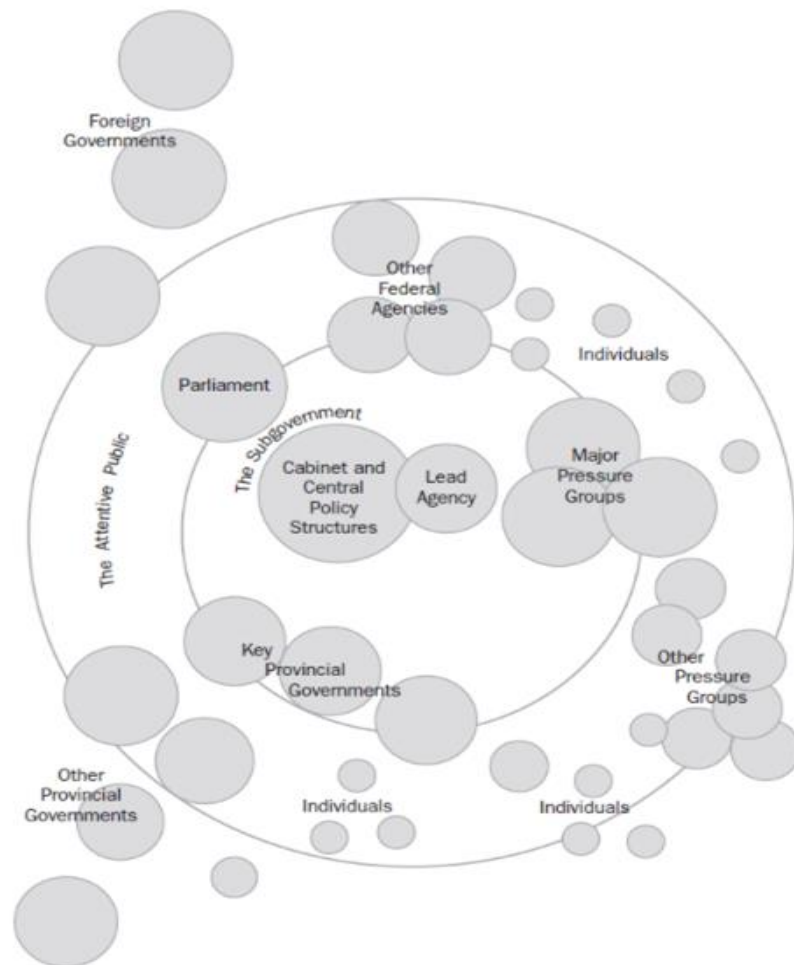 Foreign
Governments
Other
Federal
Agencies
Individuals
Parliament
The Subgovernment
Cabinet and
Central
Policy
Structures
Lead
Agency
Major
Pressure
Groups
The Attentive Public
Key
Provincial
Governments
Other
Pressure
Groups
Other
Provincial
Governments
Individuals
Individuals